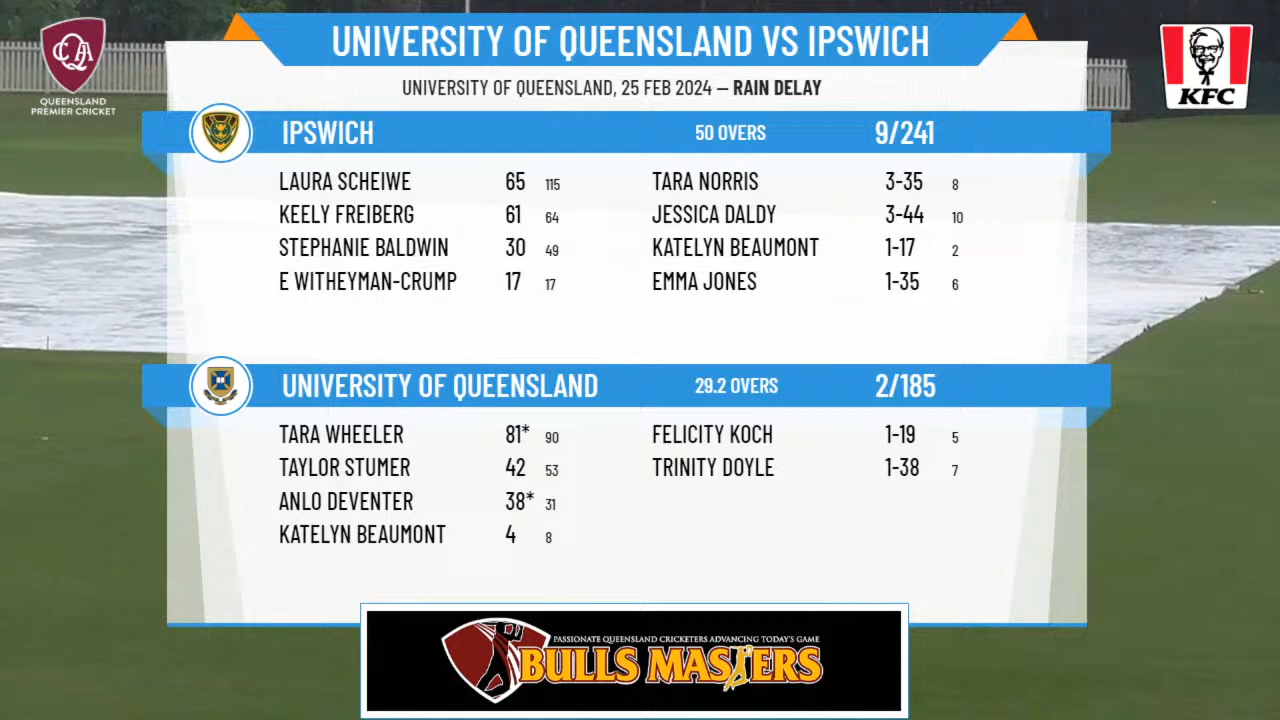 UNIVERSITY OF QUEENSLAND VS IPSWICH
UNIVERSITY OF QUEENSLAND, 25 FEB 2024 – RAIN DELAY
QUEENSLAND
PREMIER CRICKET
KFC
IPSWICH 50 OVERS 9/241
LAURA SCHEIWE 65 115 TARA NORRIS 3-35 8
KEELY FREIBERG 61 64 JESSICA DALDY 3-44 10
STEPHANIE BALDWIN 30 49 KATELYN BEAUMONT 1-17 2
E WITHEYMAN-CRUMP 17 17 EMMA JONES 1-35 6
UNIVERSITY OF QUEENSLAND 29.2 OVERS 2/185
TARA WHEELER 81* 90 FELICITY KOCH 1-19 5
TAYLOR STUMER 42 53 TRINITY DOYLE 1-38 7
ANLO DEVENTER 38* 31
KATELYN BEAUMONT 4 8
PASSIONATE QUEENSLAND CRICKETERS ADVANCING TODAY'S GAME
BULLS MASTERS